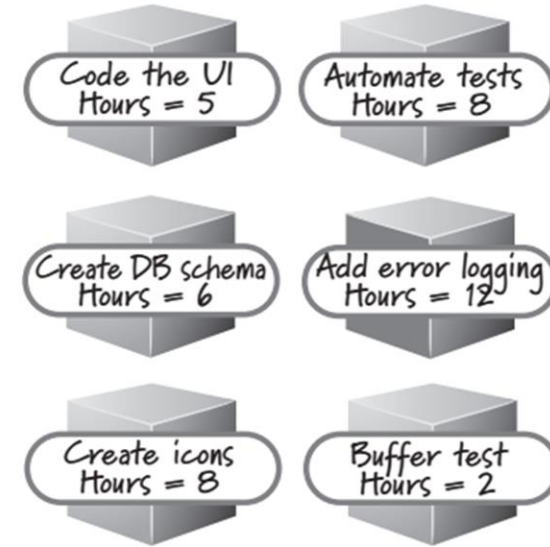 Code the UI
Hours = 5
Automate tests
Hours = 8
Create DB schema
Hours = 6
Add error logging
Hours = 12
Create icons
Hours = 8
Buffer test
Hours = 2